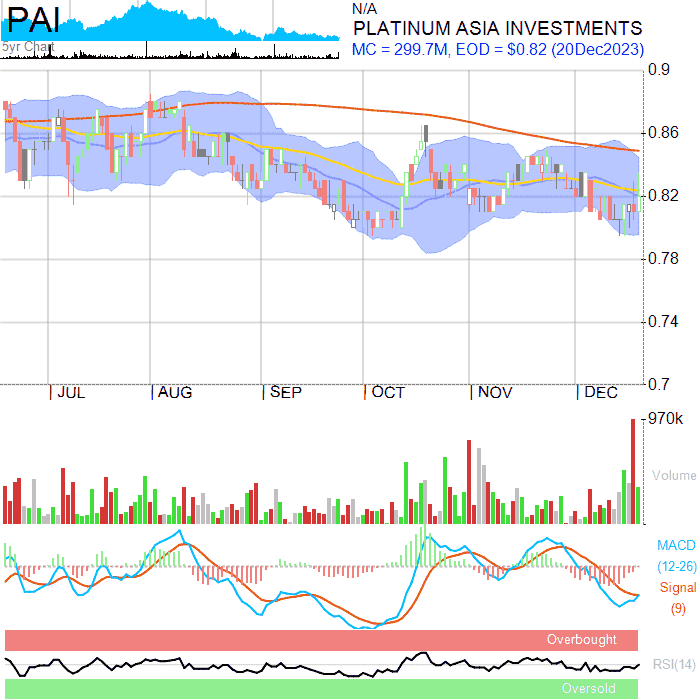 PAI
5yr Chart
N/A
PLATINUM ASIA INVESTMENTS
MC = 299.7M, EOD = $0.82 (20Dec2023)
0.9
0.86
0.82
0.78
0.74
0.7
JUL AUG SEP OCT NOV DEC
970k
Volume
MACD
(12-26)
Signal
(9)
Overbought
RSI(14)
Oversold